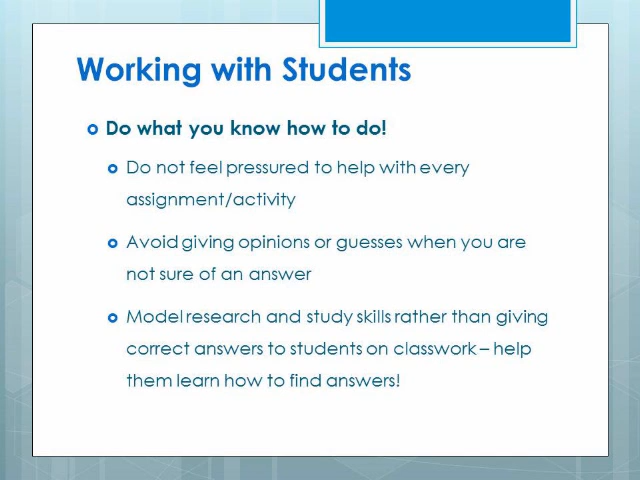 Working with Students
Do what you know how to do!
Do not feel pressured to help with every
assignment/activity
Avoid giving opinions or guesses when you are
not sure of an answer
Model research and study skills rather than giving
correct answers to students on classwork – help
them learn how to find answers!